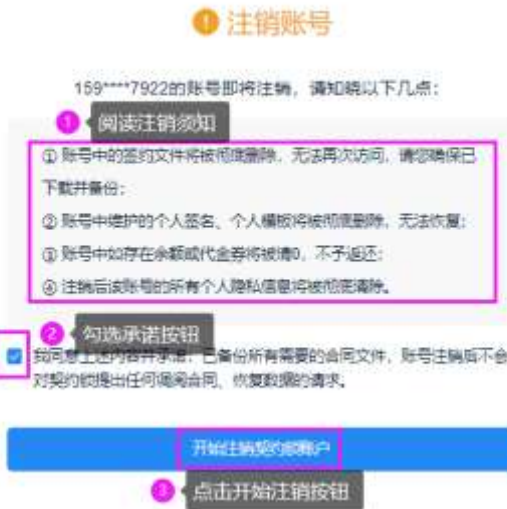 注销账号
159****7922的账号即将注销，请知晓以下几点：
1 阅读注销须知
① 账号中的签约文件将被彻底删除，无法再次访问，请您确保已
下载并备份；
② 账号中维护的个人签名、个人模板将被彻底删除，无法恢复；
③ 账号中如存在余额或代金券将被清0，不予返还；
④ 注销后该账号的所有个人隐私信息将被彻底清除。
2 勾选承诺按钮
我同意上述内容并承诺：已备份所有需要的合同文件，账号注销后不会
对契约锁提出任何调阅合同、恢复数据的请求。
开始注销契约锁账户
3 点击开始注销按钮